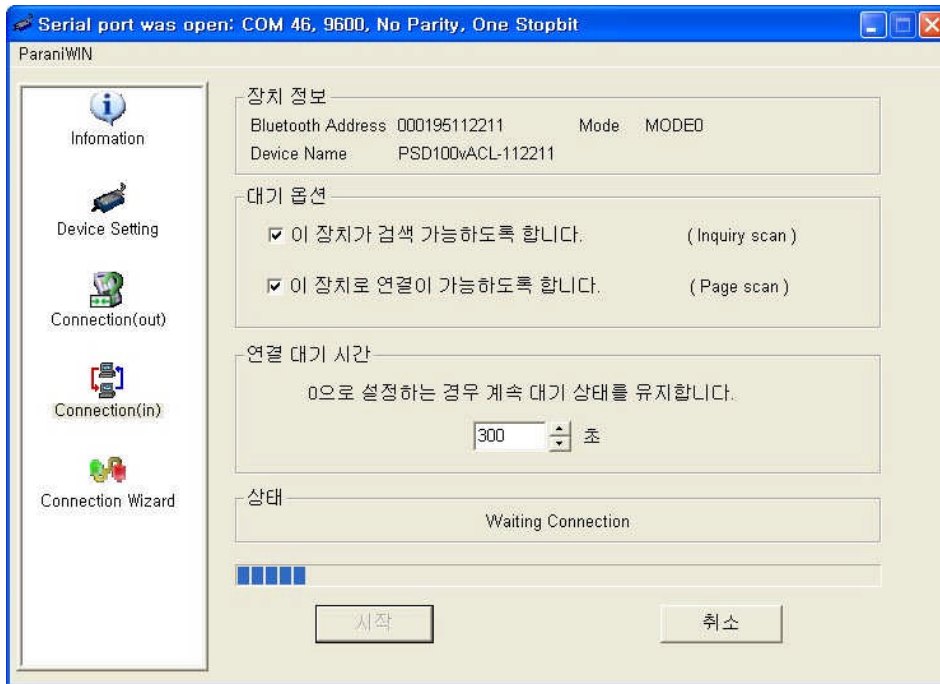 Serial port was open: COM 46, 9600, No Parity, One Stopbit
ParaniWIN
Infomation
Device Setting
Connection(out)
Connection(in)
Connection Wizard
장치 정보
Bluetooth Address 000195112211 Mode MODE0
Device Name PSD100vACL-112211
대기 옵션
이 장치가 검색 가능하도록 합니다. ( Inquiry scan )
이 장치로 연결이 가능하도록 합니다. ( Page scan )
연결 대기 시간
0으로 설정하는 경우 계속 대기 상태를 유지합니다.
300 초
상태
Waiting Connection
시작 취소